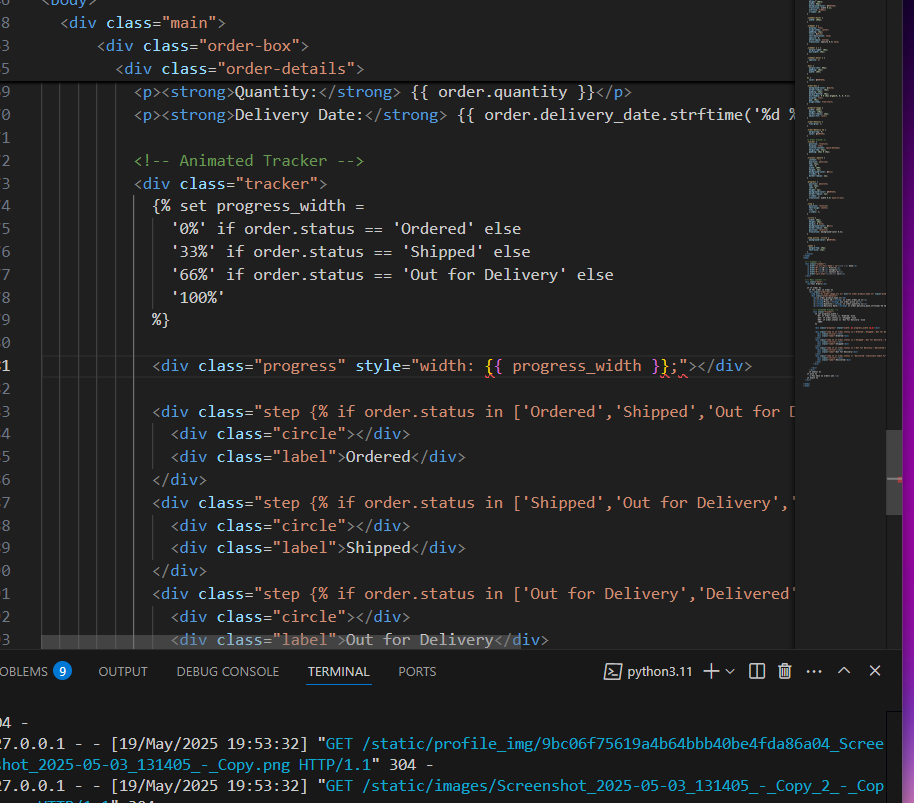 <body>
8 <div class="main">
3 <div class="order-box">
5 <div class="order-details">
9 <p><strong>Quantity:</strong> {{ order.quantity }}</p>
0 <p><strong>Delivery Date:</strong> {{ order.delivery_date.strftime('%d %
1
2 <!-- Animated Tracker -->
3 <div class="tracker">
4 {% set progress_width =
5 '0%' if order.status == 'Ordered' else
6 '33%' if order.status == 'Shipped' else
7 '66%' if order.status == 'Out for Delivery' else
8 '100%'
9 %}
0
1 <div class="progress" style="width: {{ progress_width }};"></div>
2
3 <div class="step {% if order.status in ['Ordered','Shipped','Out for D
4 <div class="circle"></div>
5 <div class="label">Ordered</div>
6 </div>
7 <div class="step {% if order.status in ['Shipped','Out for Delivery','
8 <div class="circle"></div>
9 <div class="label">Shipped</div>
0 </div>
1 <div class="step {% if order.status in ['Out for Delivery','Delivered'
2 <div class="circle"></div>
3 <div class="label">Out for Delivery</div>
OBLEMS 9 OUTPUT DEBUG CONSOLE TERMINAL PORTS python3.11
04 -
27.0.0.1 - - [19/May/2025 19:53:32] "GET /static/profile_img/9bc06f75619a4b64bbb40be4fda86a04_Scree
shot_2025-05-03_131405_-_Copy.png HTTP/1.1" 304 -
27.0.0.1 - - [19/May/2025 19:53:32] "GET /static/images/Screenshot_2025-05-03_131405_-_Copy_2_-_Cop
HTTP/1.1" 304